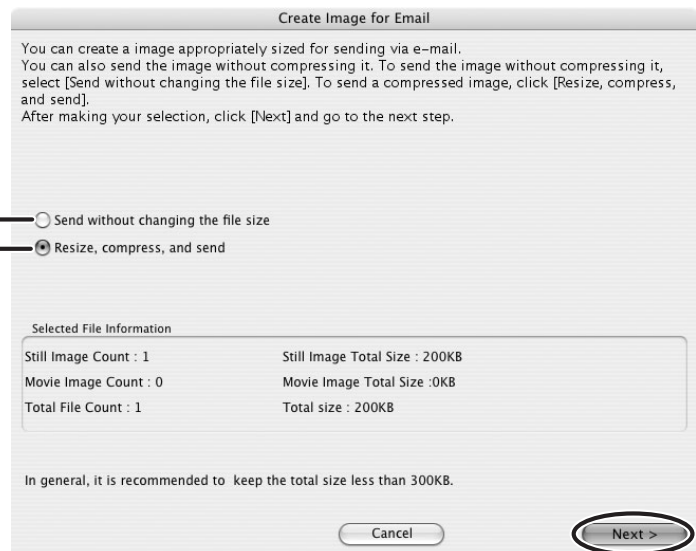 Create Image for Email
You can create a image appropriately sized for sending via e-mail.
You can also send the image without compressing it. To send the image without compressing it,
select [Send without changing the file size]. To send a compressed image, click [Resize, compress,
and send].
After making your selection, click [Next] and go to the next step.
Send without changing the file size
Resize, compress, and send
Selected File Information
Still Image Count : 1 Still Image Total Size : 200KB
Movie Image Count : 0 Movie Image Total Size :0KB
Total File Count : 1 Total size : 200KB
In general, it is recommended to keep the total size less than 300KB.
Cancel Next >